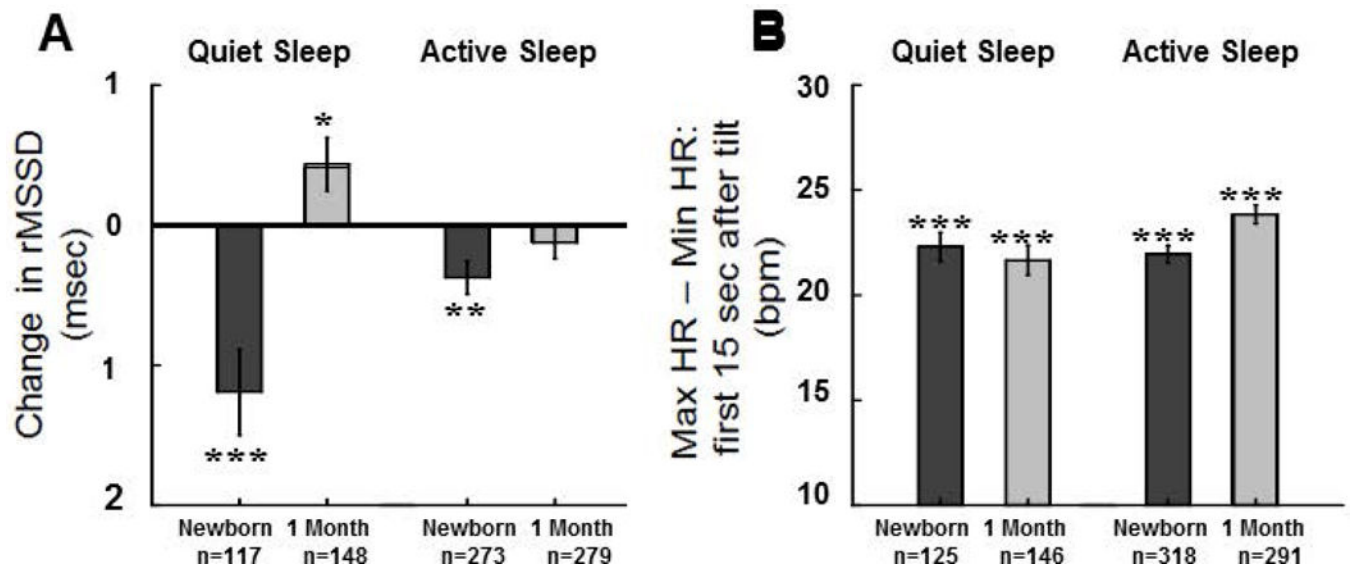 A
Quiet Sleep Active Sleep
Change in rMSSD
(msec)
1
0
1
2
*
***
**
Newborn 1 Month Newborn 1 Month
n=117 n=148 n=273 n=279
B
Quiet Sleep Active Sleep
Max HR – Min HR:
first 15 sec after tilt
(bpm)
30
25
20
15
10
*** *** *** ***
Newborn 1 Month Newborn 1 Month
n=125 n=146 n=318 n=291